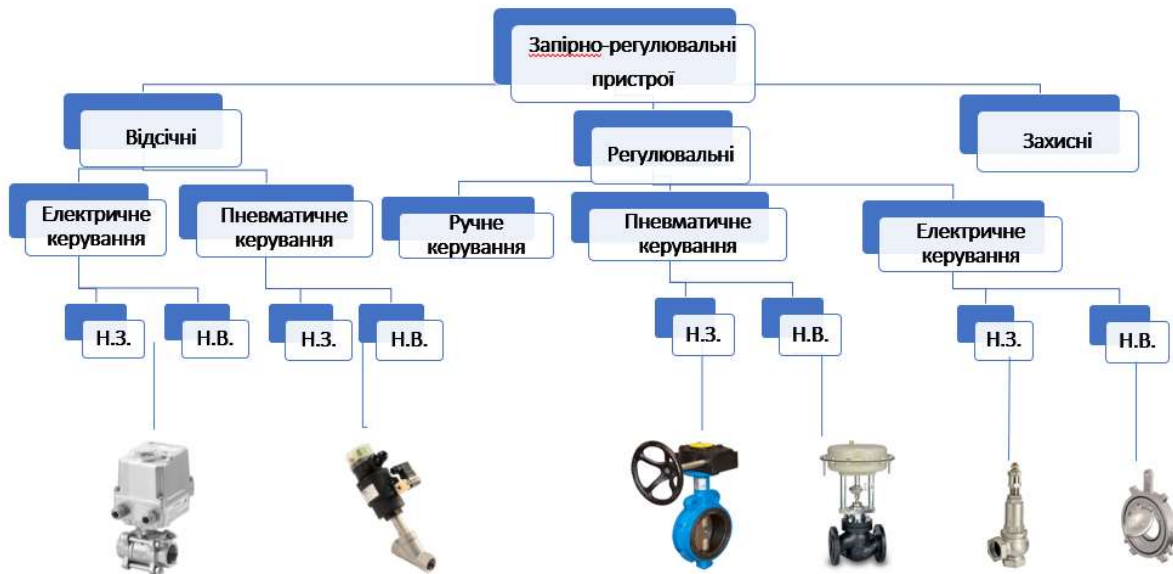 Запірно-регулювальні
пристрої
Відсічні
Регулювальні
Захисні
Електричне
керування
Пневматичне
керування
Ручне
керування
Пневматичне
керування
Електричне
керування
Н.З.
Н.В.
Н.З.
Н.В.
Н.З.
Н.В.
Н.З.
Н.В.